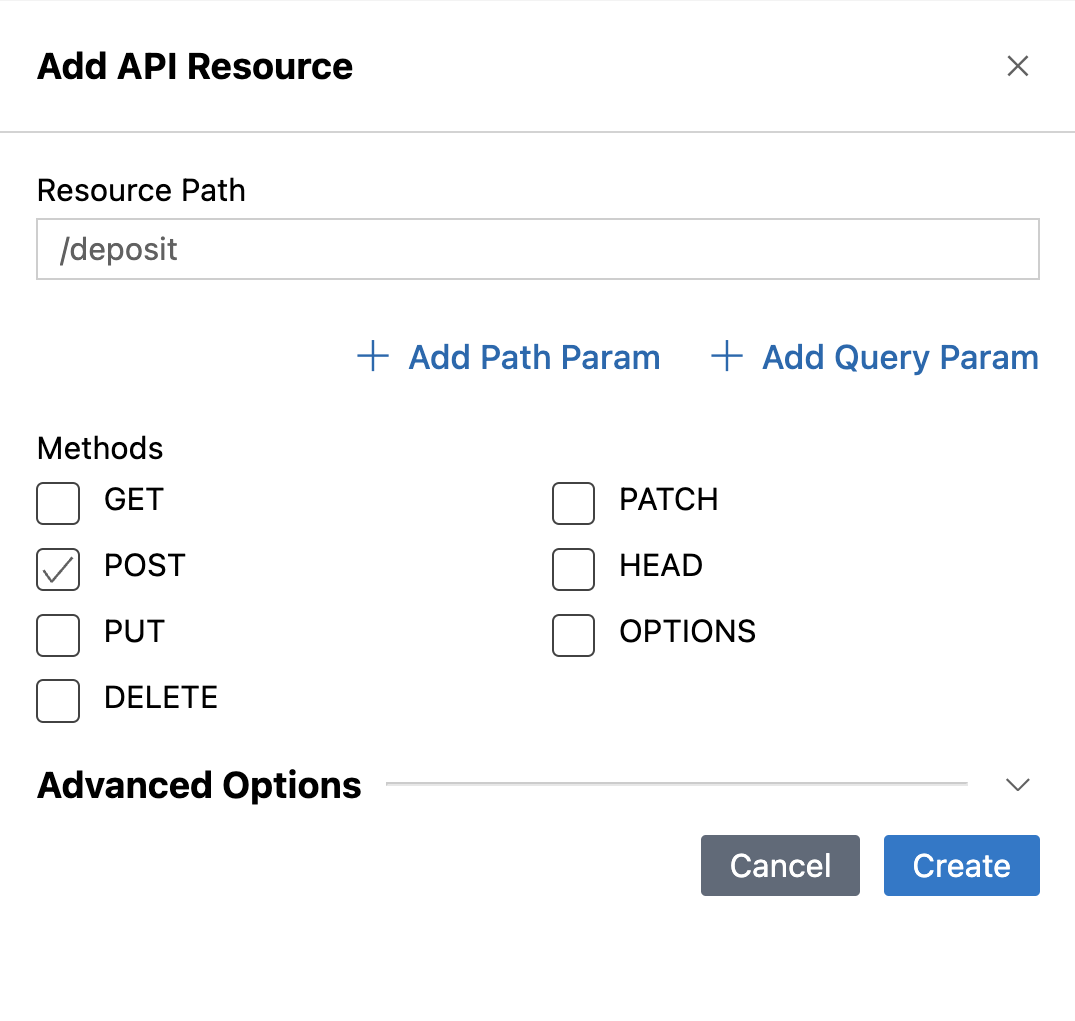 Add API Resource
Resource Path
/deposit
Add Path Param
Add Query Param
Methods
GET
PATCH
POST
HEAD
PUT
OPTIONS
DELETE
Advanced Options
Cancel
Create